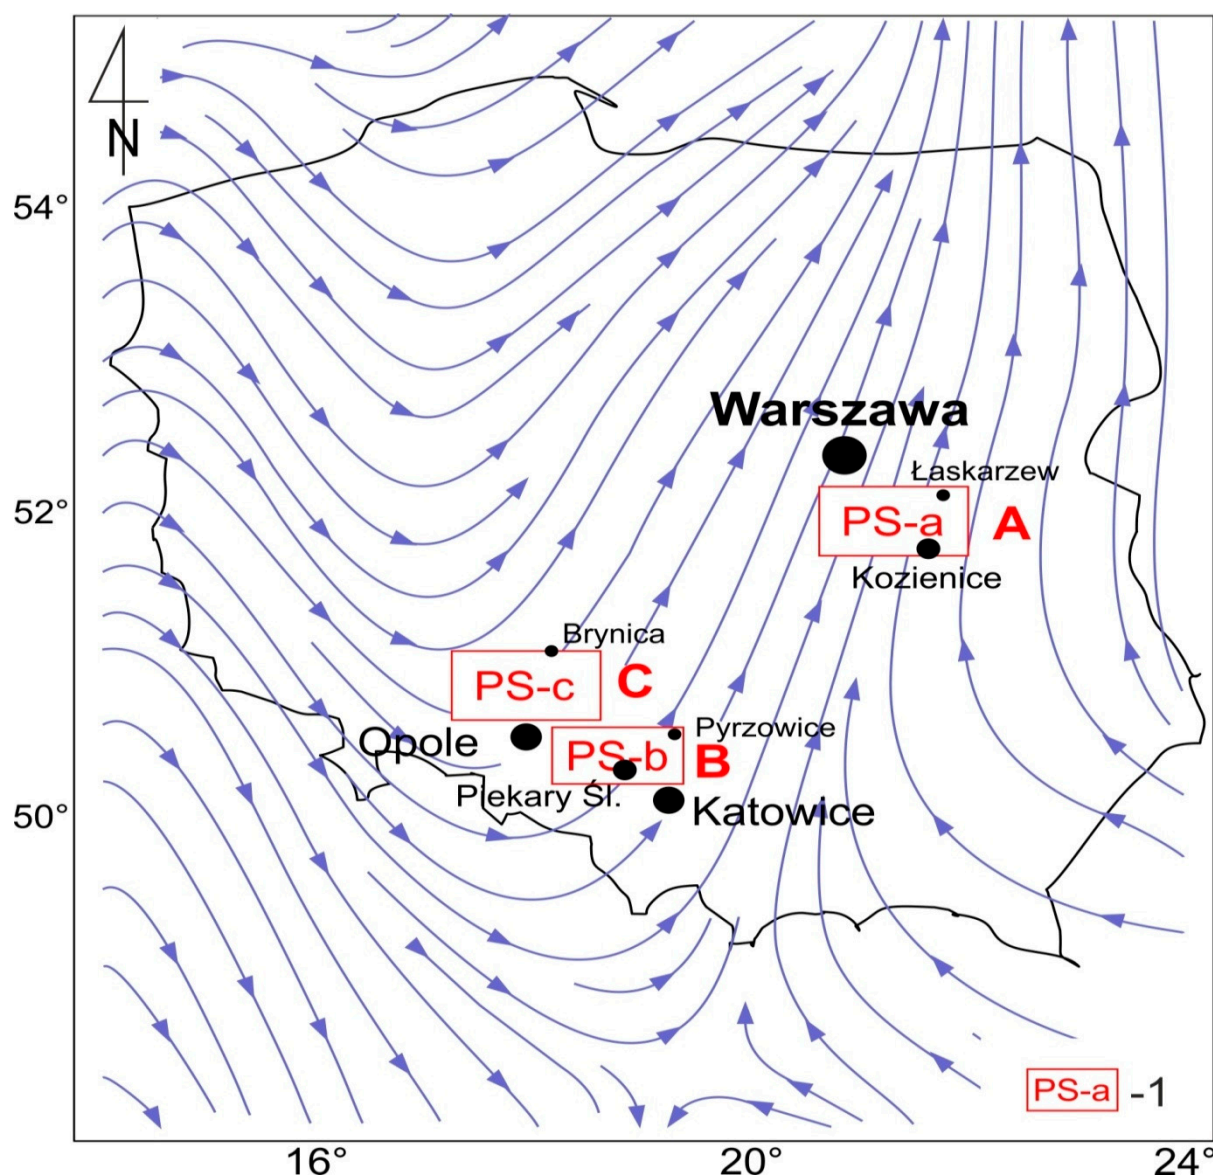 N
54°
Warszawa
Łaskarzew
52°
PS-a
A
Kozienice
Brynica
PS-c
C
Pyrzowice
Opole
PS-b
B
Piekary Śl.
50°
Katowice
PS-a -1
16°
20°
24°